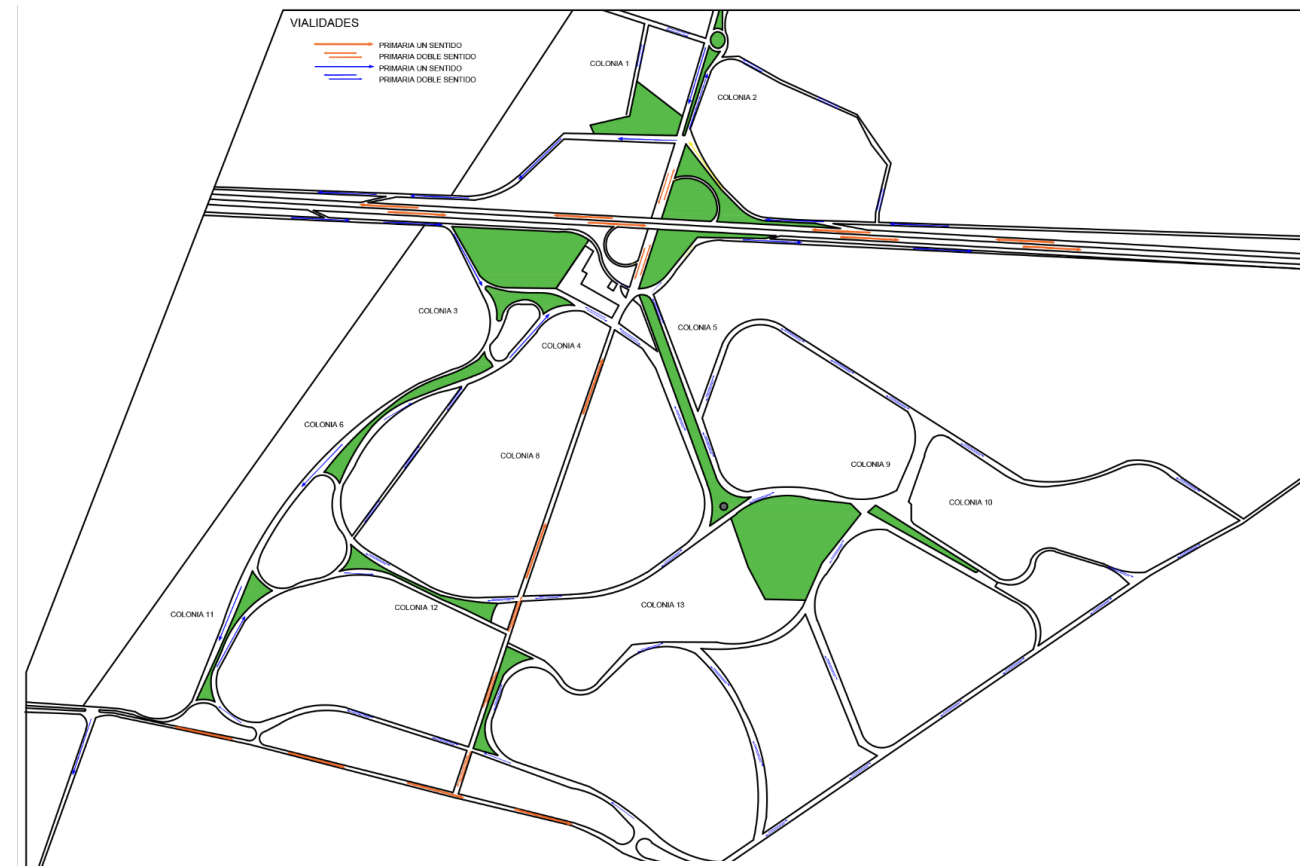 VIALIDADES
PRIMARIA UN SENTIDO
PRIMARIA DOBLE SENTIDO
PRIMARIA UN SENTIDO
PRIMARIA DOBLE SENTIDO
COLONIA 1
COLONIA 2
COLONIA 3
COLONIA 5
COLONIA 4
COLONIA 6
COLONIA 8
COLONIA 9
COLONIA 10
COLONIA 11
COLONIA 12
COLONIA 13